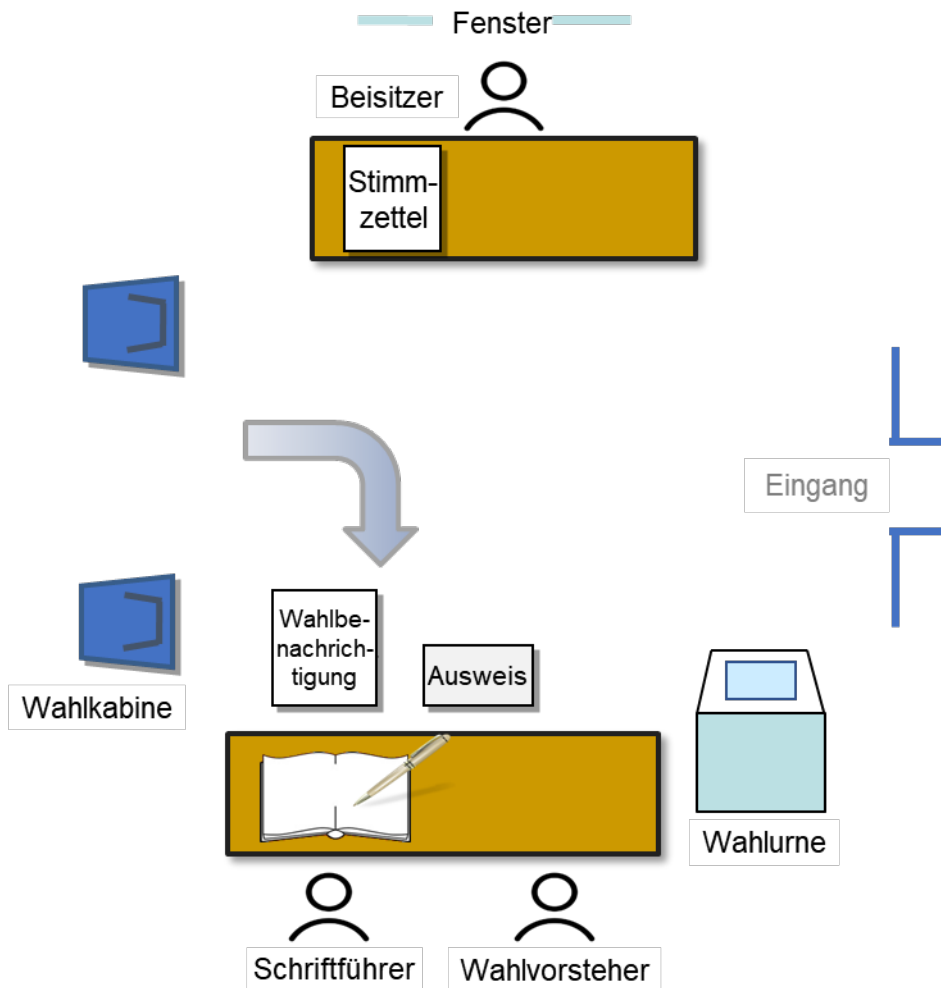 Fenster
Beisitzer
Stimm-
zettel
Eingang
Wahlbe-
nachrich-
tigung
Ausweis
Wahlkabine
Wahlurne
Schriftführer
Wahlvorsteher